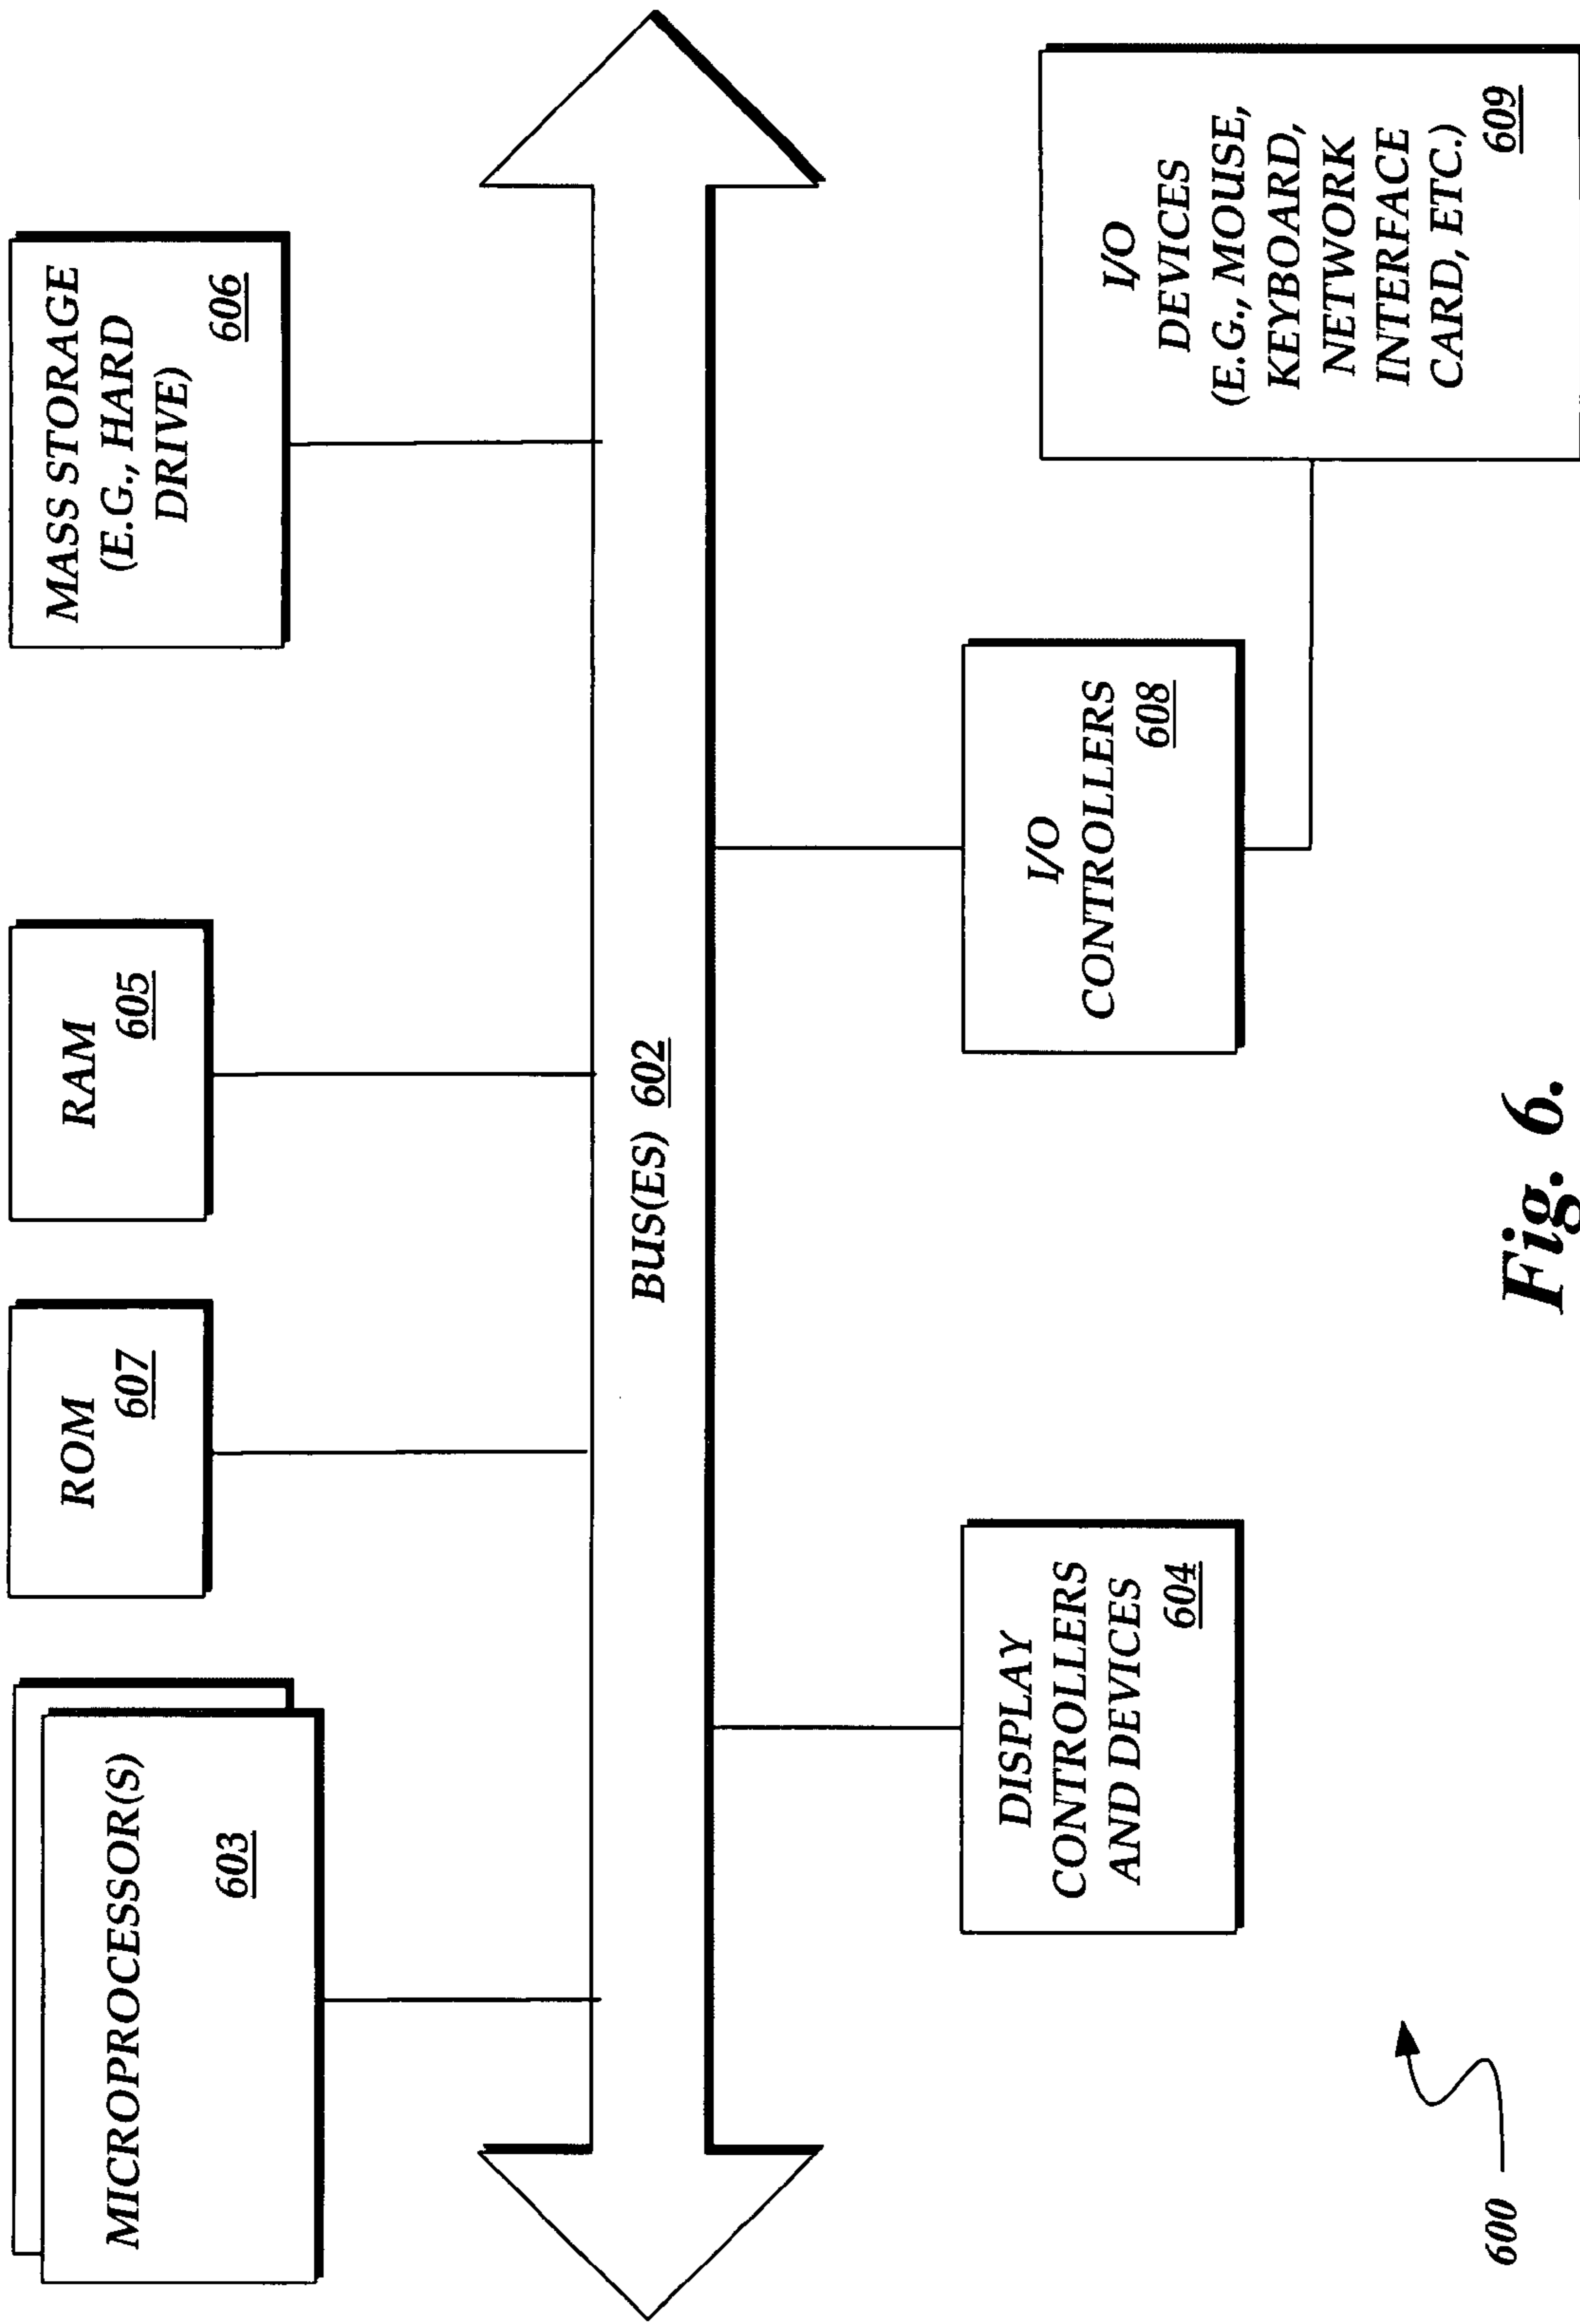 MICROPROCESSOR(S)
603
ROM
607
RAM
605
MASS STORAGE
(E.G., HARD
DRIVE)
606
BUS(ES) 602
DISPLAY
CONTROLLERS
AND DEVICES
604
I/O
CONTROLLERS
608
I/O
DEVICES
(E.G., MOUSE,
KEYBOARD,
NETWORK
INTERFACE
CARD, ETC.)
609
600
Fig. 6.